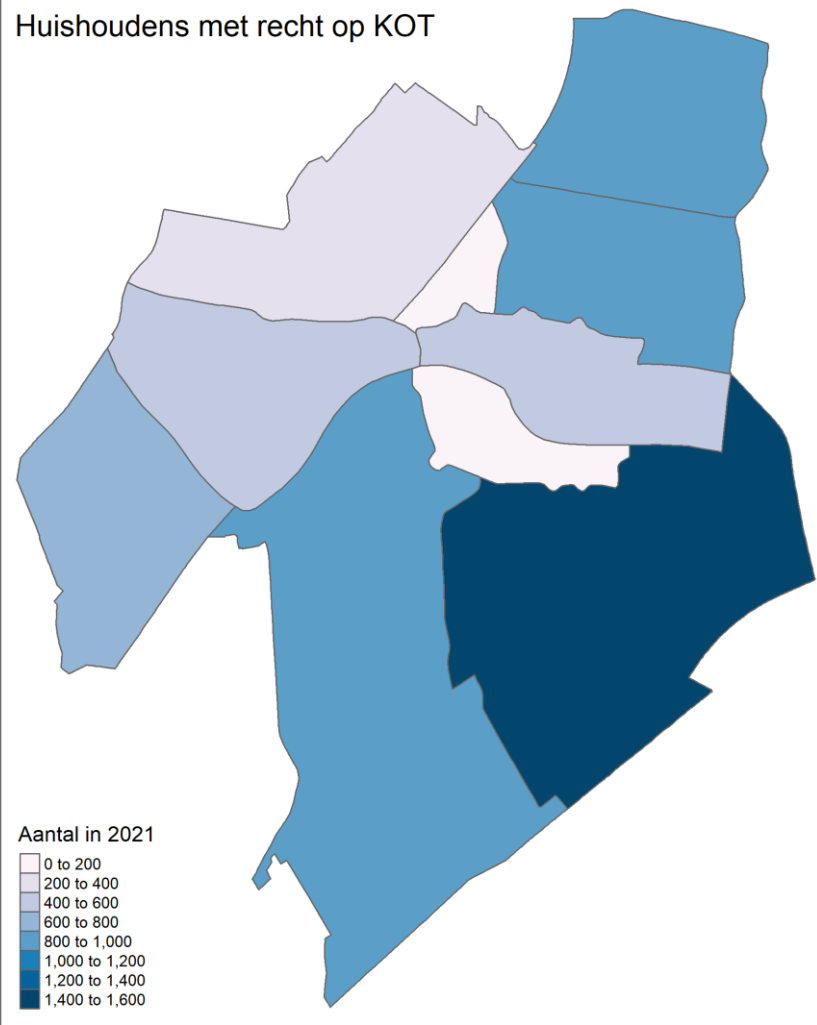 Huishoudens met recht op KOT
Aantal in 2021
0 to 200
200 to 400
400 to 600
600 to 800
800 to 1,000
1,000 to 1,200
1,200 to 1,400
1,400 to 1,600